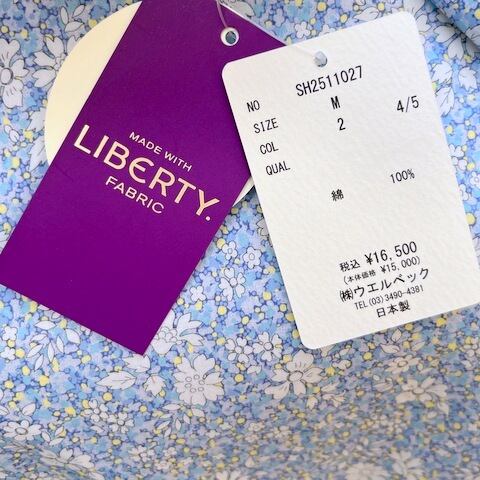 MADE WITH
LIBERTY.
FABRIC
NO SH2511027
SIZE M 4/5
COL 2
QUAL
綿 100%
税込 ¥16,500
(本体価格 ¥15,000)
㈱ウエルベック
TEL(03)3490-4381
日本製